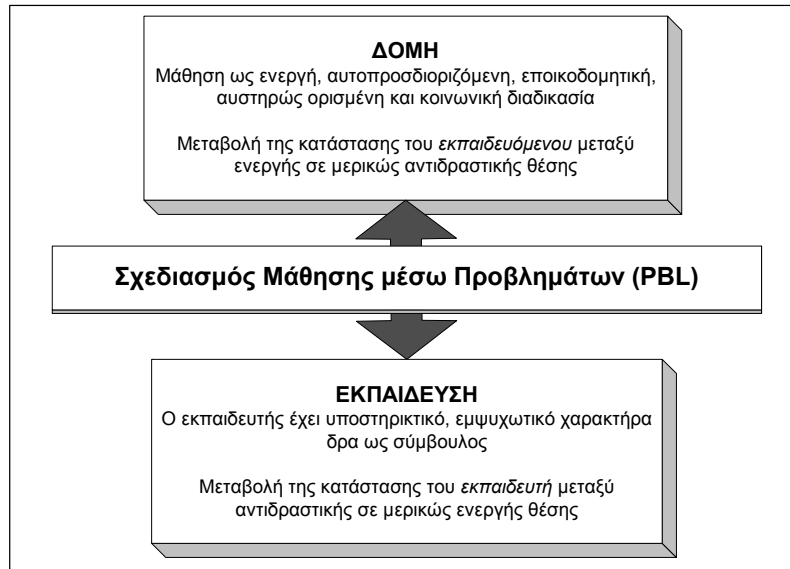 ΔΟΜΗ
Μάθηση ως ενεργή, αυτοπροσδιοριζόμενη, εποικοδομητική,
αυστηρώς ορισμένη και κοινωνική διαδικασία
Μεταβολή της κατάστασης του εκπαιδευόμενου μεταξύ
ενεργής σε μερικώς αντιδραστικής θέσης
Σχεδιασμός Μάθησης μέσω Προβλημάτων (PBL)
ΕΚΠΑΙΔΕΥΣΗ
Ο εκπαιδευτής έχει υποστηρικτικό, εμψυχωτικό χαρακτήρα
δρα ως σύμβουλος
Μεταβολή της κατάστασης του εκπαιδευτή μεταξύ
αντιδραστικής σε μερικώς ενεργής θέσης